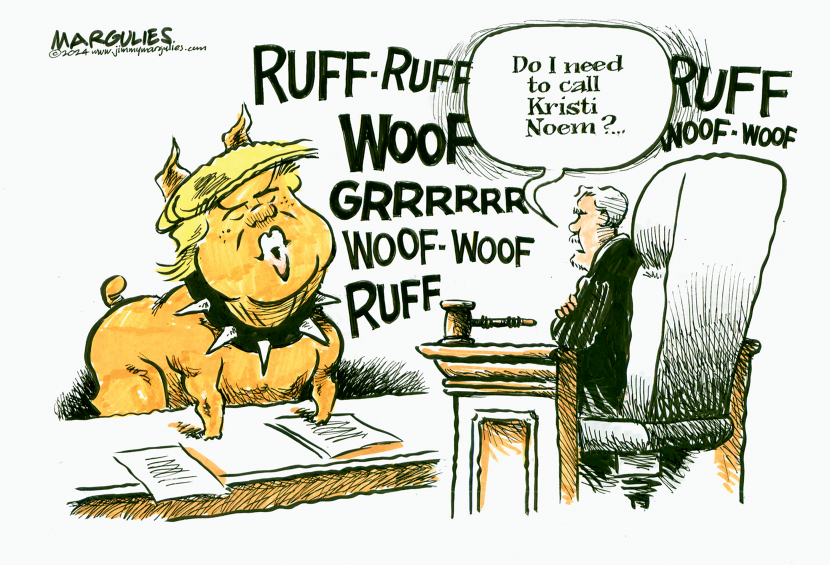 MARGULIES.
©2024 www.jimmymargulies.com
RUFF-RUFF
WOOF
GRRRRRR
WOOF-WOOF
RUFF
Do I need
to call
Kristi
Noem?...
RUFF
WOOF-WOOF